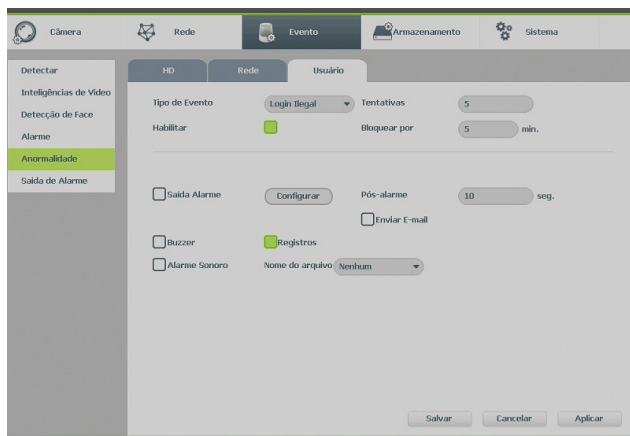 Câmera Rede Evento Armazenamento Sistema
Detectar
Inteligências de Vídeo
Detecção de Face
Alarme
Anormalidade
Saída de Alarme
HD Rede Usuário
Tipo de Evento Login Ilegal Tentativas 5
Habilitar Bloquear por 5 min.
Saída Alarme Configurar Pós-alarme 10 seg.
Enviar E-mail
Buzzer Registros
Alarme Sonoro Nome do arquivo Nenhum
Salvar Cancelar Aplicar